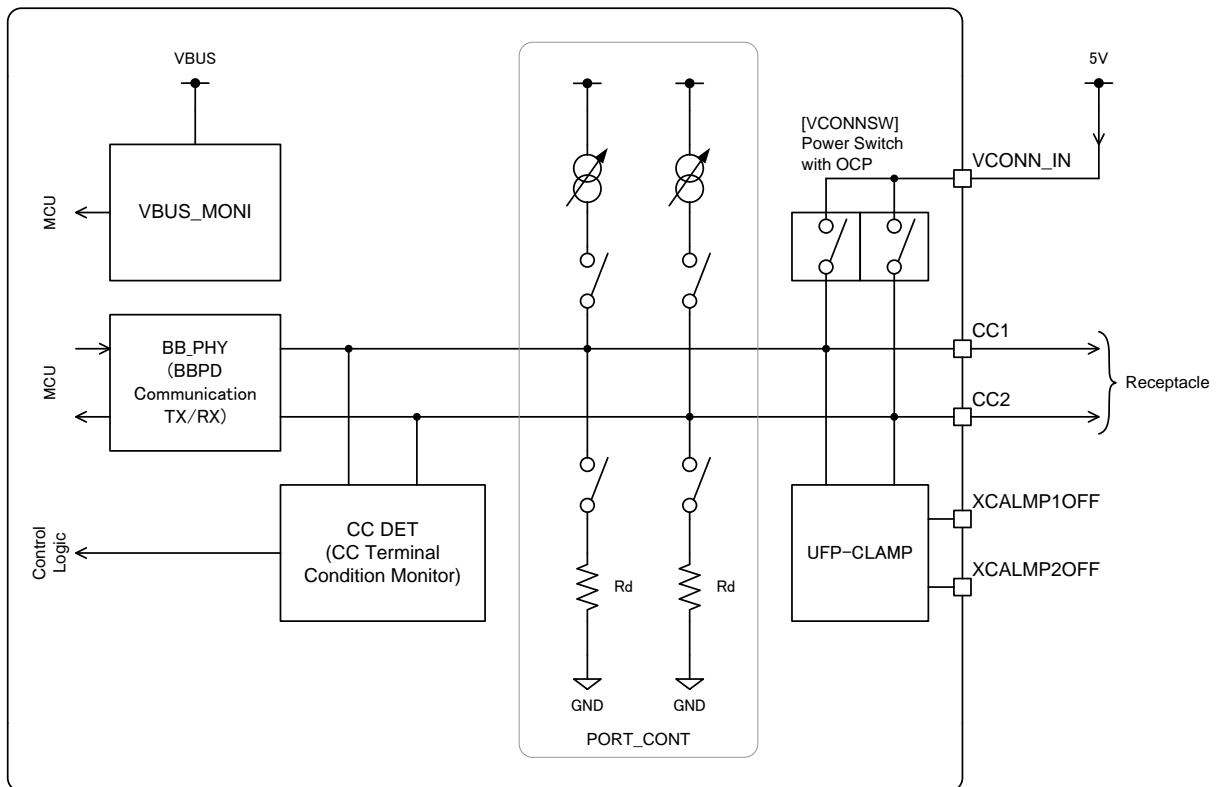 VBUS
5V
[VCONNSW]
Power Switch
with OCP
VCONN_IN
MCU
VBUS_MONI
MCU
BB_PHY
(BBPD
Communication
TX/RX)
CC1
CC2
Receptacle
Control
Logic
CC DET
(CC Terminal
Condition Monitor)
Rd
Rd
UFP-CLAMP
XCALMP1OFF
XCALMP2OFF
GND
GND
PORT_CONT